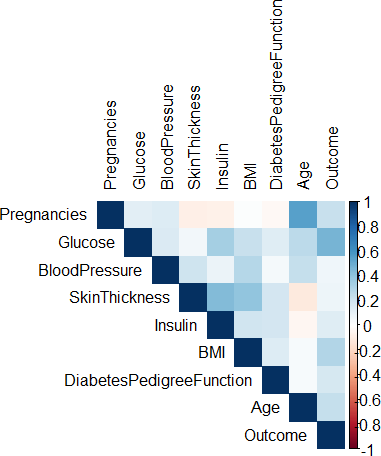 Pregnancies
Glucose
BloodPressure
SkinThickness
Insulin
BMI
DiabetesPedigreeFunction
Age
Outcome
Pregnancies
Glucose
BloodPressure
SkinThickness
Insulin
BMI
DiabetesPedigreeFunction
Age
Outcome
1
0.8
0.6
0.4
0.2
0
-0.2
-0.4
-0.6
-0.8
-1